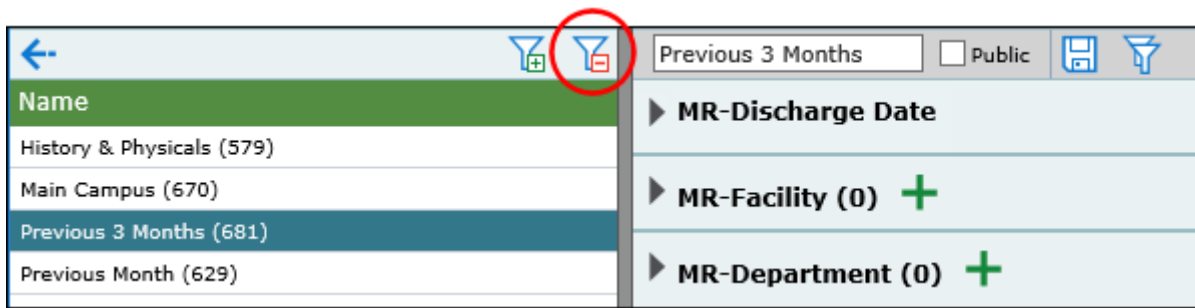 Previous 3 Months Public
Name
History & Physicals (579)
Main Campus (670)
Previous 3 Months (681)
Previous Month (629)
MR-Discharge Date
MR-Facility (0)
MR-Department (0)